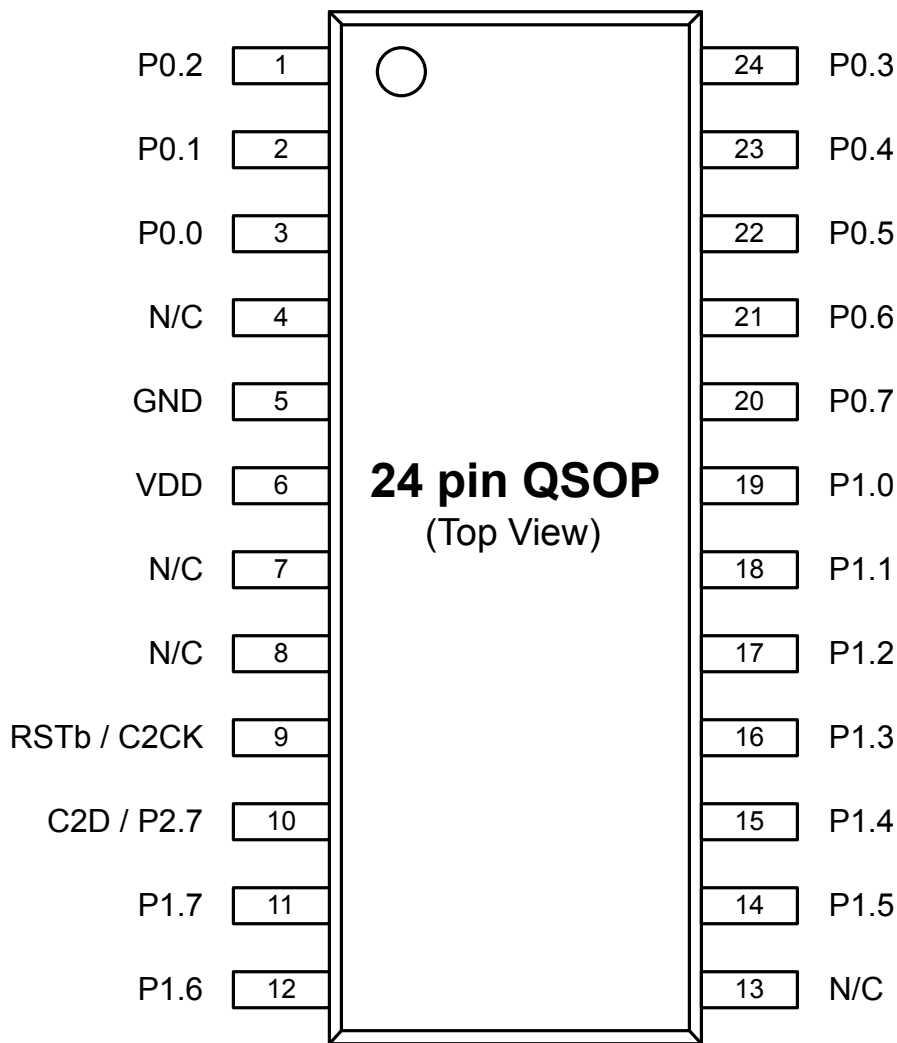 P0.2 1 24 P0.3
P0.1 2 23 P0.4
P0.0 3 22 P0.5
N/C 4 21 P0.6
GND 5 20 P0.7
24 pin QSOP
VDD 6 19 P1.0
(Top View)
N/C 7 18 P1.1
N/C 8 17 P1.2
RSTb / C2CK 9 16 P1.3
C2D / P2.7 10 15 P1.4
P1.7 11 14 P1.5
P1.6 12 13 N/C